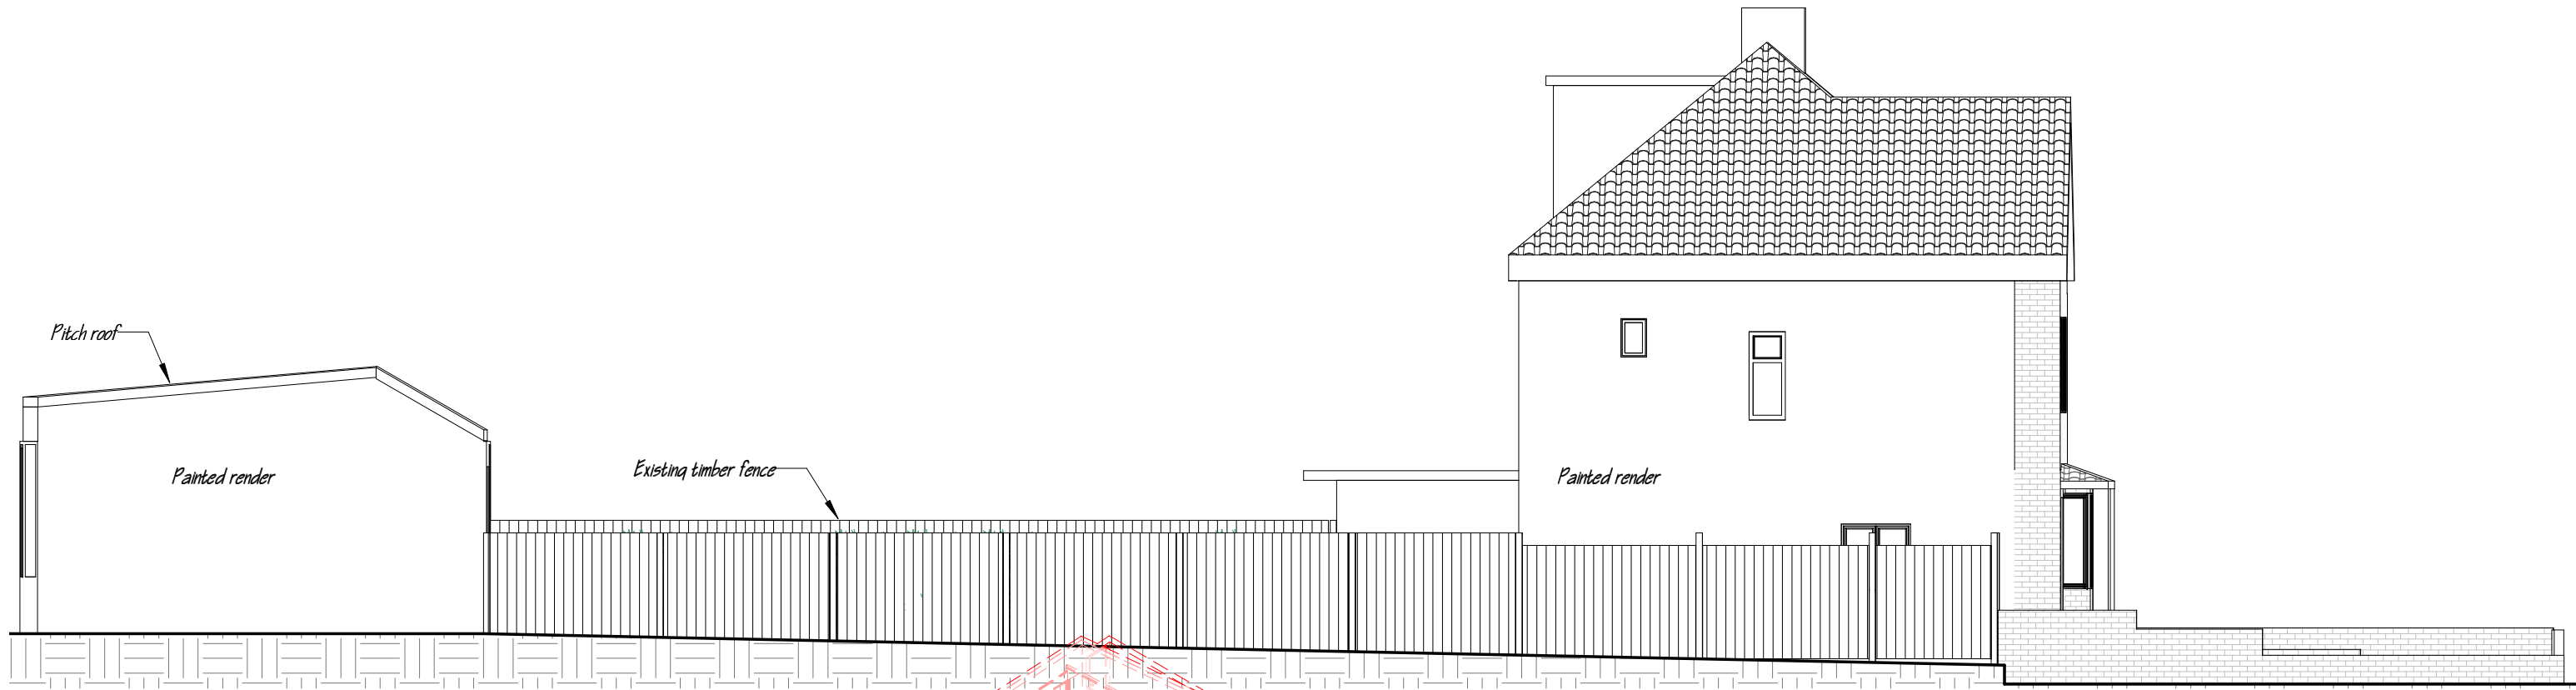 Pitch roof
Painted render
Existing timber fence
Painted render